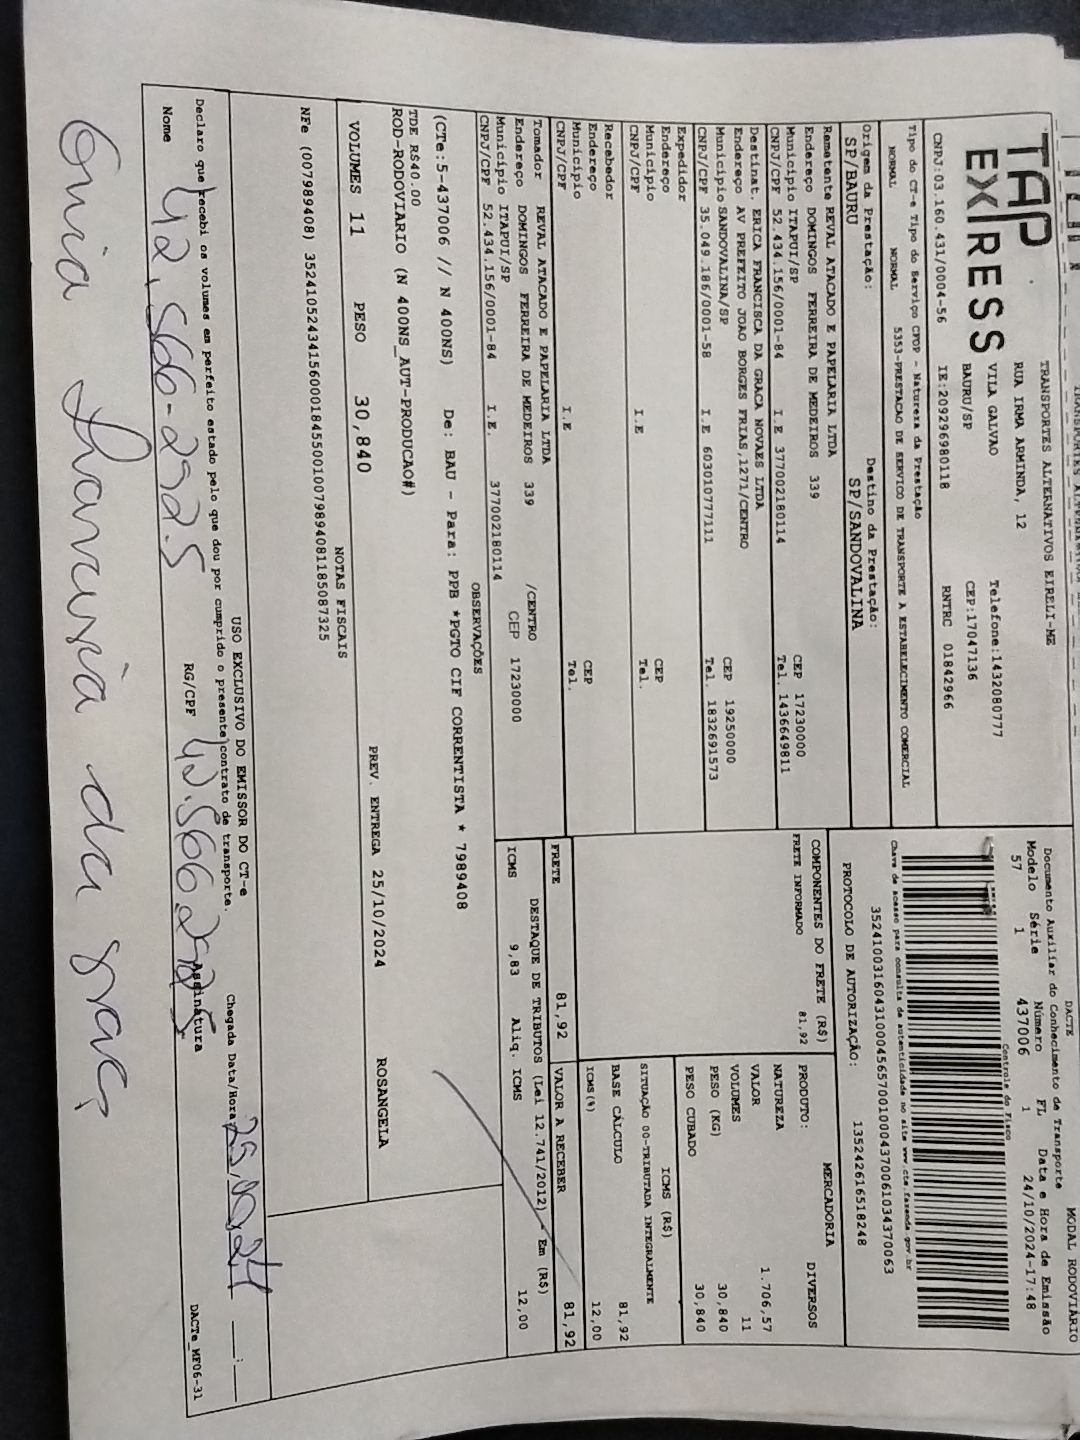 TAP
EXPRESS
TRANSPORTES ALTERNATIVOS EIRELI-ME
RUA IRMA ARMINDA, 12
VILA GALVAO
BAURU/SP
Telefone:1432080777
CEP:17047136
CNPJ:03.160.431/0004-56 IE:209296980118 RNTRC 01842966
DACTE MODAL RODOVIÁRIO
Documento Auxiliar do Conhecimento de Transporte
Modelo Série Número FL Data e Hora de Emissão
57 1 437006 1 24/10/2024-17:48
Controle do Fisco
Chave de acesso para consulta de autenticidade no site www.cte.fazenda.gov.br
35241003160431000456570010004370061034370063
PROTOCOLO DE AUTORIZAÇÃO: 135242616518248
Tipo do CT-e Tipo do Serviço CFOP - Natureza da Prestação
NORMAL NORMAL 5353-PRESTACAO DE SERVICO DE TRANSPORTE A ESTABELECIMENTO COMERCIAL
Origem da Prestação: Destino da Prestação:
SP/BAURU SP/SANDOVALINA
Remetente REVAL ATACADO E PAPELARIA LTDA
Endereço DOMINGOS FERREIRA DE MEDEIROS 339
Município ITAPUI/SP CEP 17230000
CNPJ/CPF 52.434.156/0001-84 I.E 377002180114 Tel. 1436649811
Destinat. ERICA FRANCISCA DA GRACA NOVAES LTDA
Endereço AV PREFEITO JOAO BORGES FRIAS,1271/CENTRO
Município SANDOVALINA/SP CEP 19250000
CNPJ/CPF 35.049.186/0001-58 I.E 603010777111 Tel. 1832691573
Expedidor
Endereço
Município CEP
CNPJ/CPF I.E Tel.
Recebedor
Endereço
Município CEP
CNPJ/CPF I.E Tel.
Tomador REVAL ATACADO E PAPELARIA LTDA
Endereço DOMINGOS FERREIRA DE MEDEIROS 339 /CENTRO
Município ITAPUI/SP CEP 17230000
CNPJ/CPF 52.434.156/0001-84 I.E. 377002180114
COMPONENTES DO FRETE (R$)
FRETE INFORMADO 81,92
MERCADORIA
PRODUTO:
NATUREZA DIVERSOS
VALOR 1.706,57
VOLUMES 11
PESO (KG) 30,840
PESO CUBADO 30,840
ICMS (R$)
SITUAÇÃO 00-TRIBUTADA INTEGRALMENTE
BASE CÁLCULO 81,92
ICMS(%) 12,00
FRETE 81,92 VALOR A RECEBER 81,92
DESTAQUE DE TRIBUTOS (Lei 12.741/2012) - Em (R$)
ICMS 9,83 Aliq. ICMS 12,00
OBSERVAÇÕES
(CTe:5-437006 // N 400NS) De: BAU - Para: PPB *PGTO CIF CORRENTISTA * 7989408
TDE R$40.00
ROD-RODOVIARIO (N 400NS_AUT-PRODUCAO#)
VOLUMES 11 PESO 30,840 PREV. ENTREGA 25/10/2024 ROSANGELA
NOTAS FISCAIS
NFe (007989408) 35241052434156000184550010079894081185087325
USO EXCLUSIVO DO EMISSOR DO CT-e
Declaro que recebi os volumes em perfeito estado pelo que dou por cumprido o presente contrato de transporte.
Chegada Data/Hora
Nome 42.566-292.5 RG/CPF Assinatura
DACTe_MF06-31